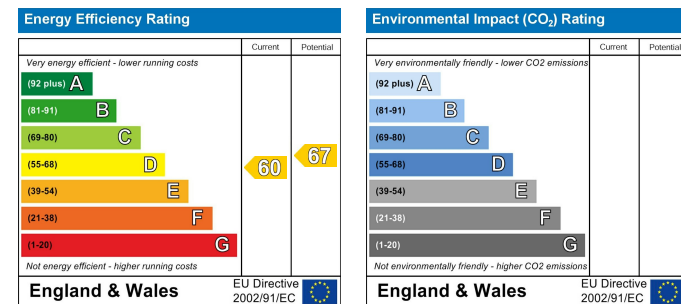 Energy Efficiency Rating
Current Potential
Very energy efficient - lower running costs
(92 plus) A
(81-91) B
(69-80) C
(55-68) D
(39-54) E
(21-38) F
(1-20) G
60
67
Not energy efficient - higher running costs
England & Wales
EU Directive
2002/91/EC
Environmental Impact (CO₂) Rating
Current Potential
Very environmentally friendly - lower CO2 emissions
(92 plus) A
(81-91) B
(69-80) C
(55-68) D
(39-54) E
(21-38) F
(1-20) G
Not environmentally friendly - higher CO2 emissions
England & Wales
EU Directive
2002/91/EC